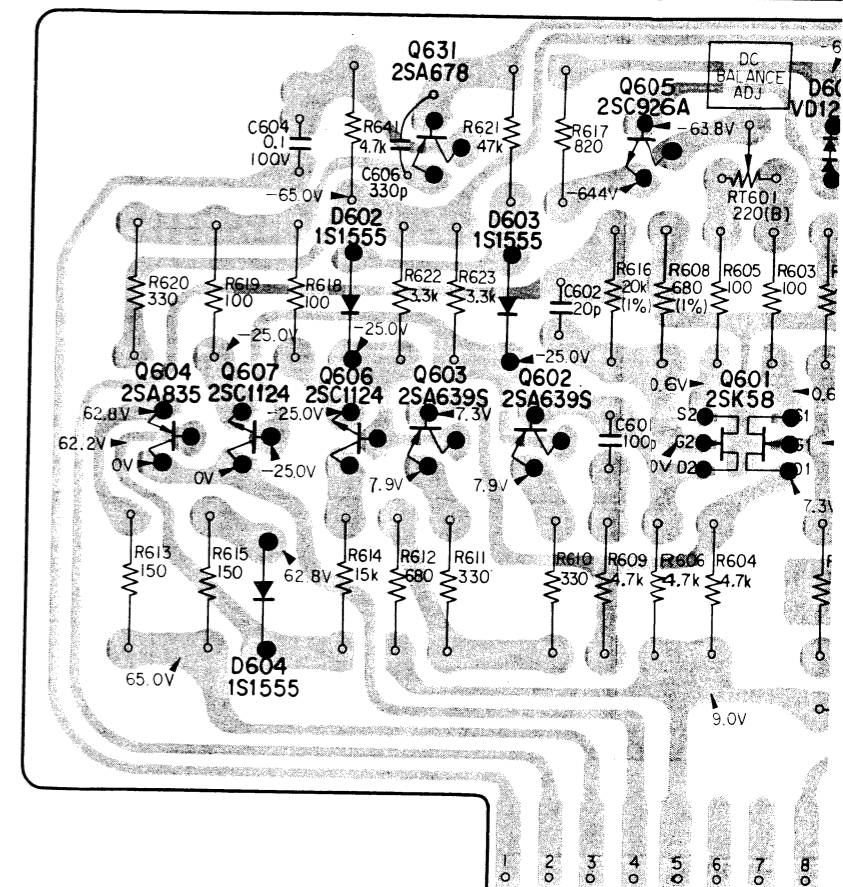 Q631
2SA678
DC
BALANCE
ADJ
Q605
2SC926A
C604
0.1
100V
R641
4.7k
C606
330p
R621
47k
R617
820
-63.8V
-65.0V
-644V
RT601
220(B)
D602
1S1555
D603
1S1555
R620
330
R619
100
R618
100
R622
3.3k
R623
3.3k
C602
20p
R616
20k
(1%)
R608
680
(1%)
R605
100
R603
100
-25.0V
-25.0V
-25.0V
Q604
2SA835
Q607
2SC1124
Q606
2SC1124
Q603
2SA639S
Q602
2SA639S
0.6V
Q601
2SK58
62.8V
-25.0V
7.3V
C601
100p
S2
S1
62.2V
G2
G1
0V
0V
-25.0V
7.9V
7.9V
0V
D2
D1
R613
150
R615
150
62.8V
R614
15k
R612
680
R611
330
R610
330
R609
4.7k
R606
4.7k
R604
4.7k
65.0V
D604
1S1555
9.0V
1 2 3 4 5 6 7 8